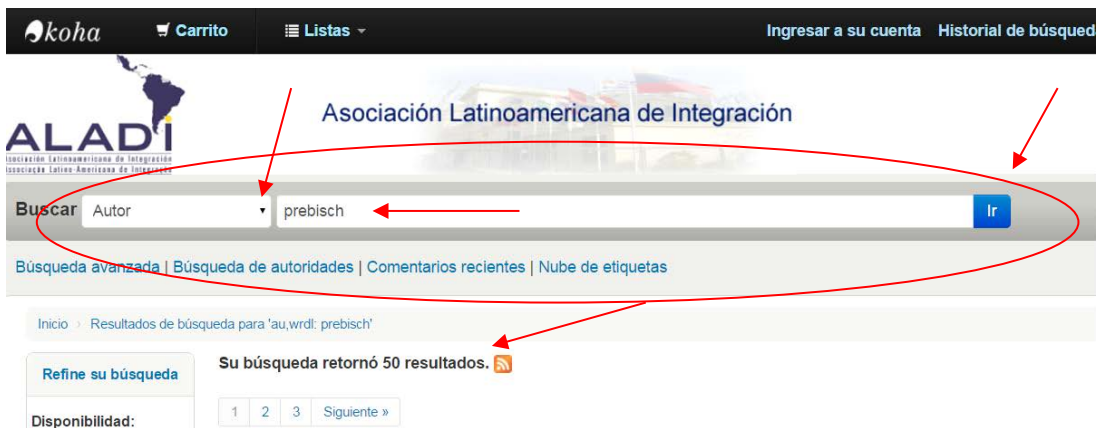 koha Carrito Listas Ingresar a su cuenta Historial de búsqued
ALADI
Asociación Latinoamericana de Integración
Asociación Latinoamericana de Integración
Associação Latino-Americana de Integração
Buscar Autor prebisch Ir
Búsqueda avanzada | Búsqueda de autoridades | Comentarios recientes | Nube de etiquetas
Inicio › Resultados de búsqueda para 'au,wrdl: prebisch'
Refine su búsqueda
Su búsqueda retornó 50 resultados.
Disponibilidad:
1 2 3 Siguiente »